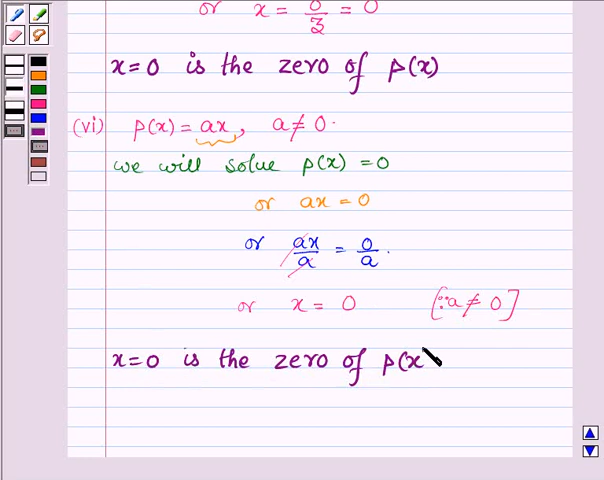 or x = 0/3 = 0
x=0 is the zero of p(x)
(vi) p(x) = ax, a ≠ 0.
we will solve p(x) = 0
or ax = 0
or ax/a = 0/a.
or x = 0 [∵a ≠ 0]
x=0 is the zero of p(x